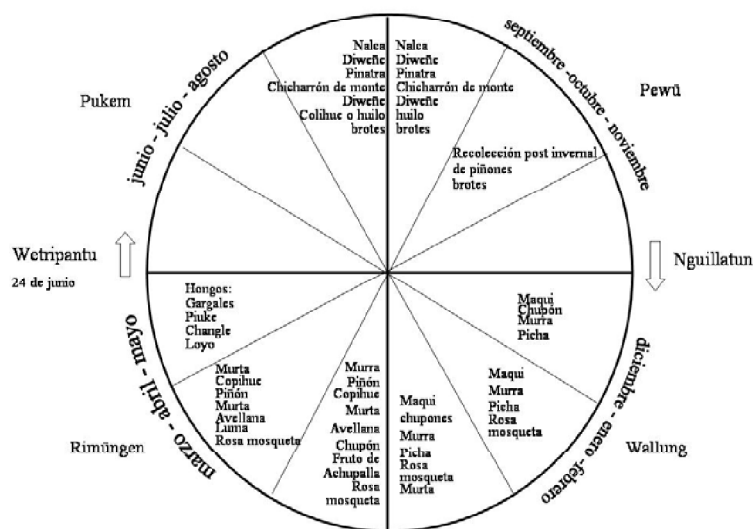 Pukem
junio - julio - agosto
Nalca
Diweñe
Pinatra
Chicharrón de monte
Diweñe
Colihue o huilo
brotes
Nalca
Diweñe
Pinatra
Chicharrón de monte
Diweñe
huilo
brotes
septiembre -octubre - noviembre
Pewü
Recolección post invernal
de piñones
brotes
Wetripantu
24 de junio
Nguillatun
Hongos:
Gargales
Piuke
Changle
Loyo
Maqui
Chupón
Murra
Picha
Murta
Copihue
Piñón
Murta
Avellana
Luma
Rosa mosqueta
Murra
Piñón
Copihue
Murta
Avellana
Chupón
Fruto de
Achupalla
Rosa
mosqueta
Maqui
chupones
Murra
Picha
Rosa
mosqueta
Murta
Maqui
Murra
Picha
Rosa
mosqueta
marzo - abril - mayo
Rimüngen
diciembre - enero -febrero
Wallung